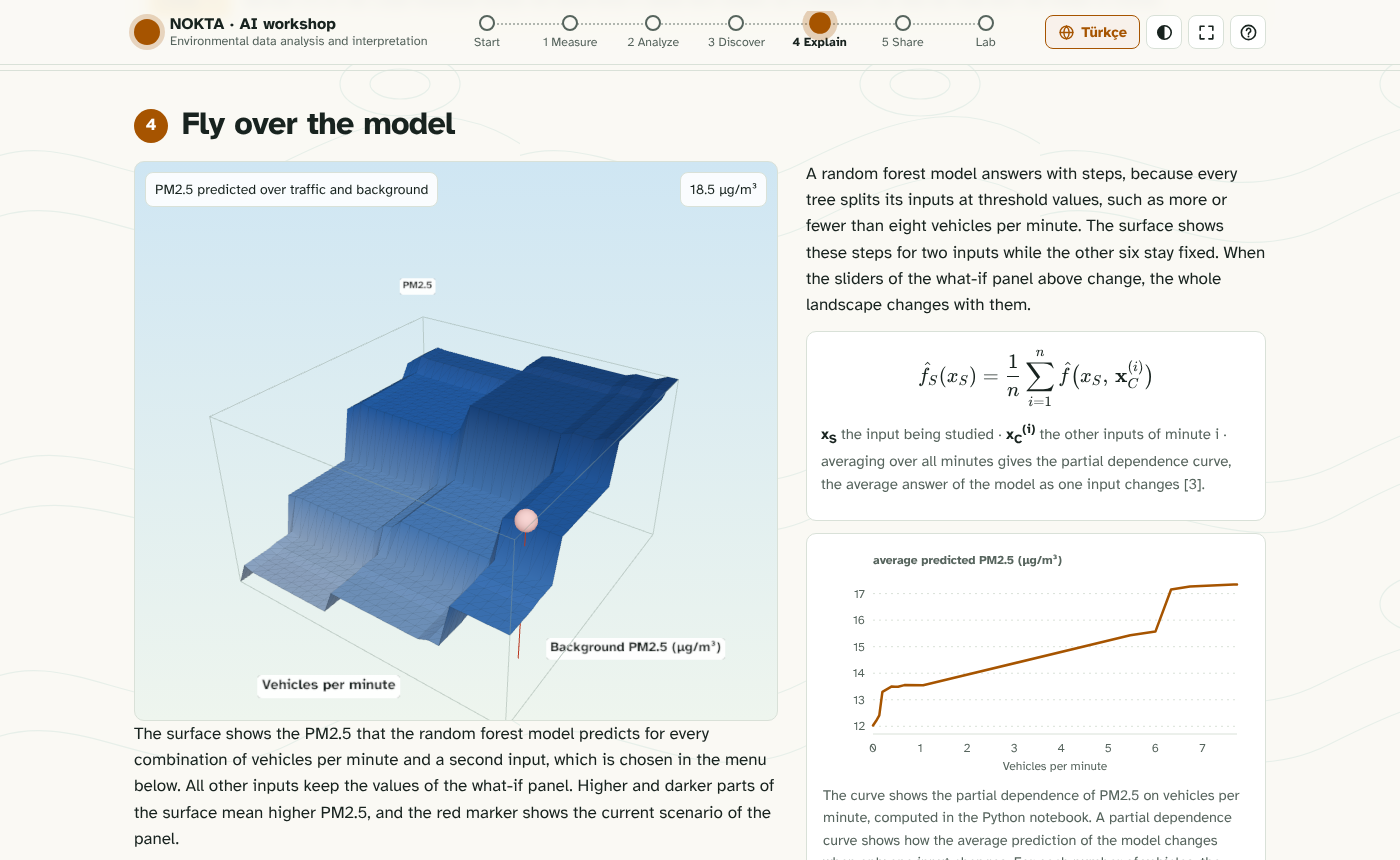 NOKTA · AI workshop
Environmental data analysis and interpretation
Start
1 Measure
2 Analyze
3 Discover
4 Explain
5 Share
Lab
Türkçe
4
Fly over the model
PM2.5 predicted over traffic and background
18.5 µg/m³
PM2.5
Background PM2.5 (µg/m³)
Vehicles per minute
The surface shows the PM2.5 that the random forest model predicts for every
combination of vehicles per minute and a second input, which is chosen in the menu
below. All other inputs keep the values of the what-if panel. Higher and darker parts of
the surface mean higher PM2.5, and the red marker shows the current scenario of the
panel.
A random forest model answers with steps, because every
tree splits its inputs at threshold values, such as more or
fewer than eight vehicles per minute. The surface shows
these steps for two inputs while the other six stay fixed. When
the sliders of the what-if panel above change, the whole
landscape changes with them.
f̂_S(x_S) = 1/n ∑_{i=1}^{n} f̂(x_S, x_C^{(i)})
x_S the input being studied · x_C^(i) the other inputs of minute i ·
averaging over all minutes gives the partial dependence curve,
the average answer of the model as one input changes [3].
average predicted PM2.5 (µg/m³)
17
16
15
14
13
12
0 1 2 3 4 5 6 7
Vehicles per minute
The curve shows the partial dependence of PM2.5 on vehicles per
minute, computed in the Python notebook. A partial dependence
curve shows how the average prediction of the model changes